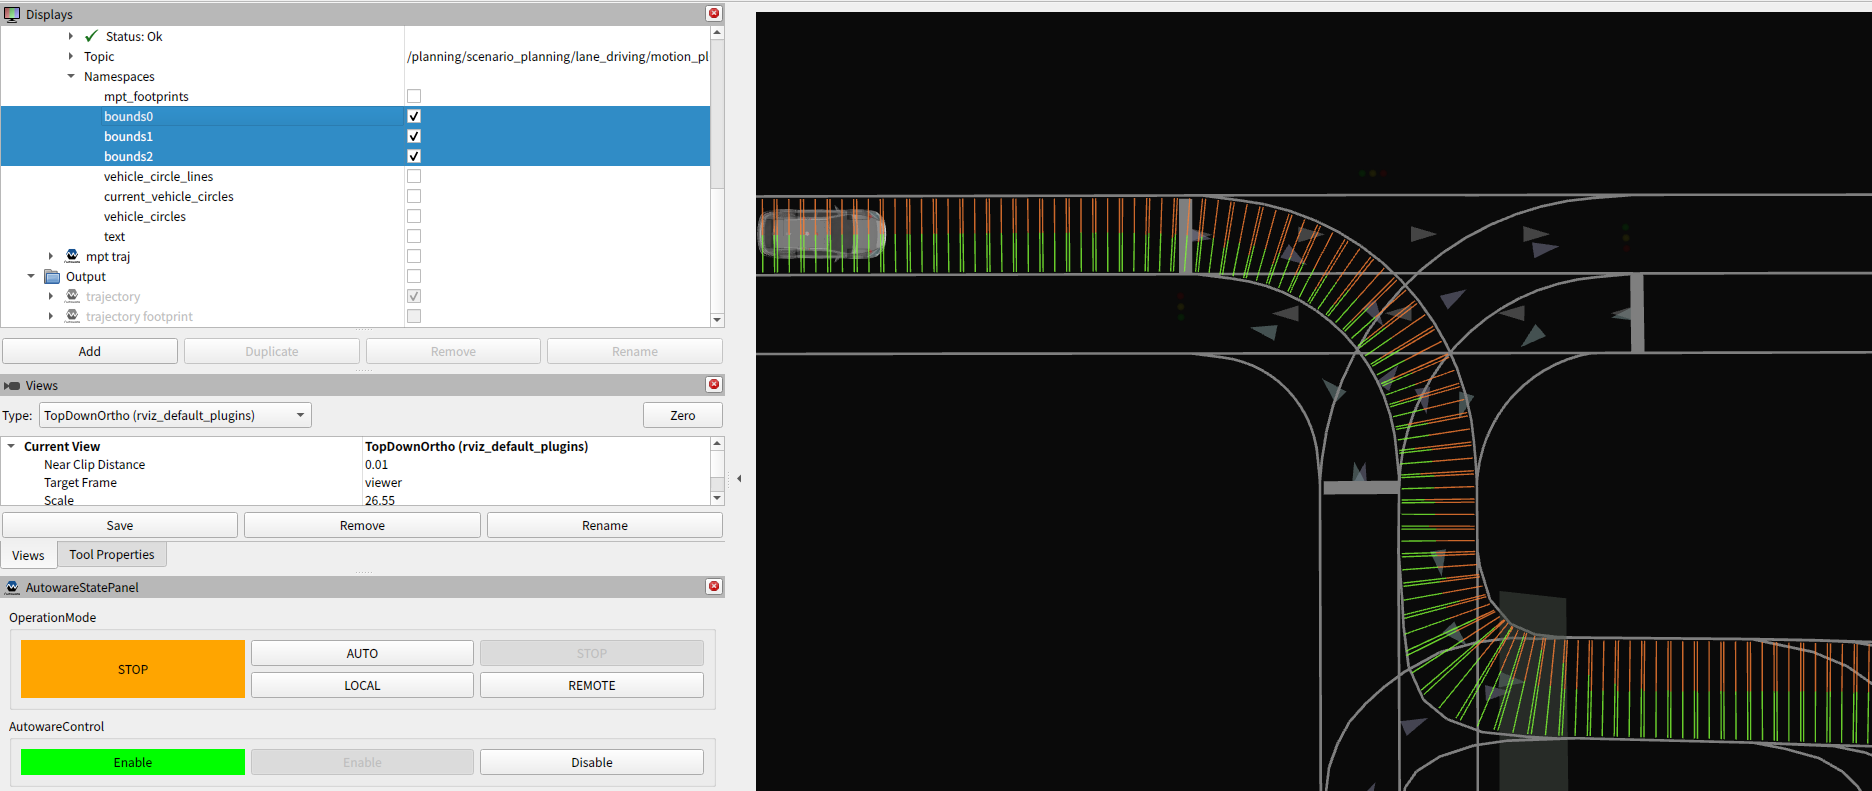 Displays
Status: Ok
Topic /planning/scenario_planning/lane_driving/motion_pl
Namespaces
mpt_footprints
bounds0
bounds1
bounds2
vehicle_circle_lines
current_vehicle_circles
vehicle_circles
text
mpt traj
Output
trajectory
trajectory footprint
Add Duplicate Remove Rename
Views
Type: TopDownOrtho (rviz_default_plugins) Zero
Current View TopDownOrtho (rviz_default_plugins)
Near Clip Distance 0.01
Target Frame viewer
Scale 26.55
Save Remove Rename
Views Tool Properties
AutowareStatePanel
OperationMode
STOP AUTO STOP
LOCAL REMOTE
AutowareControl
Enable Enable Disable